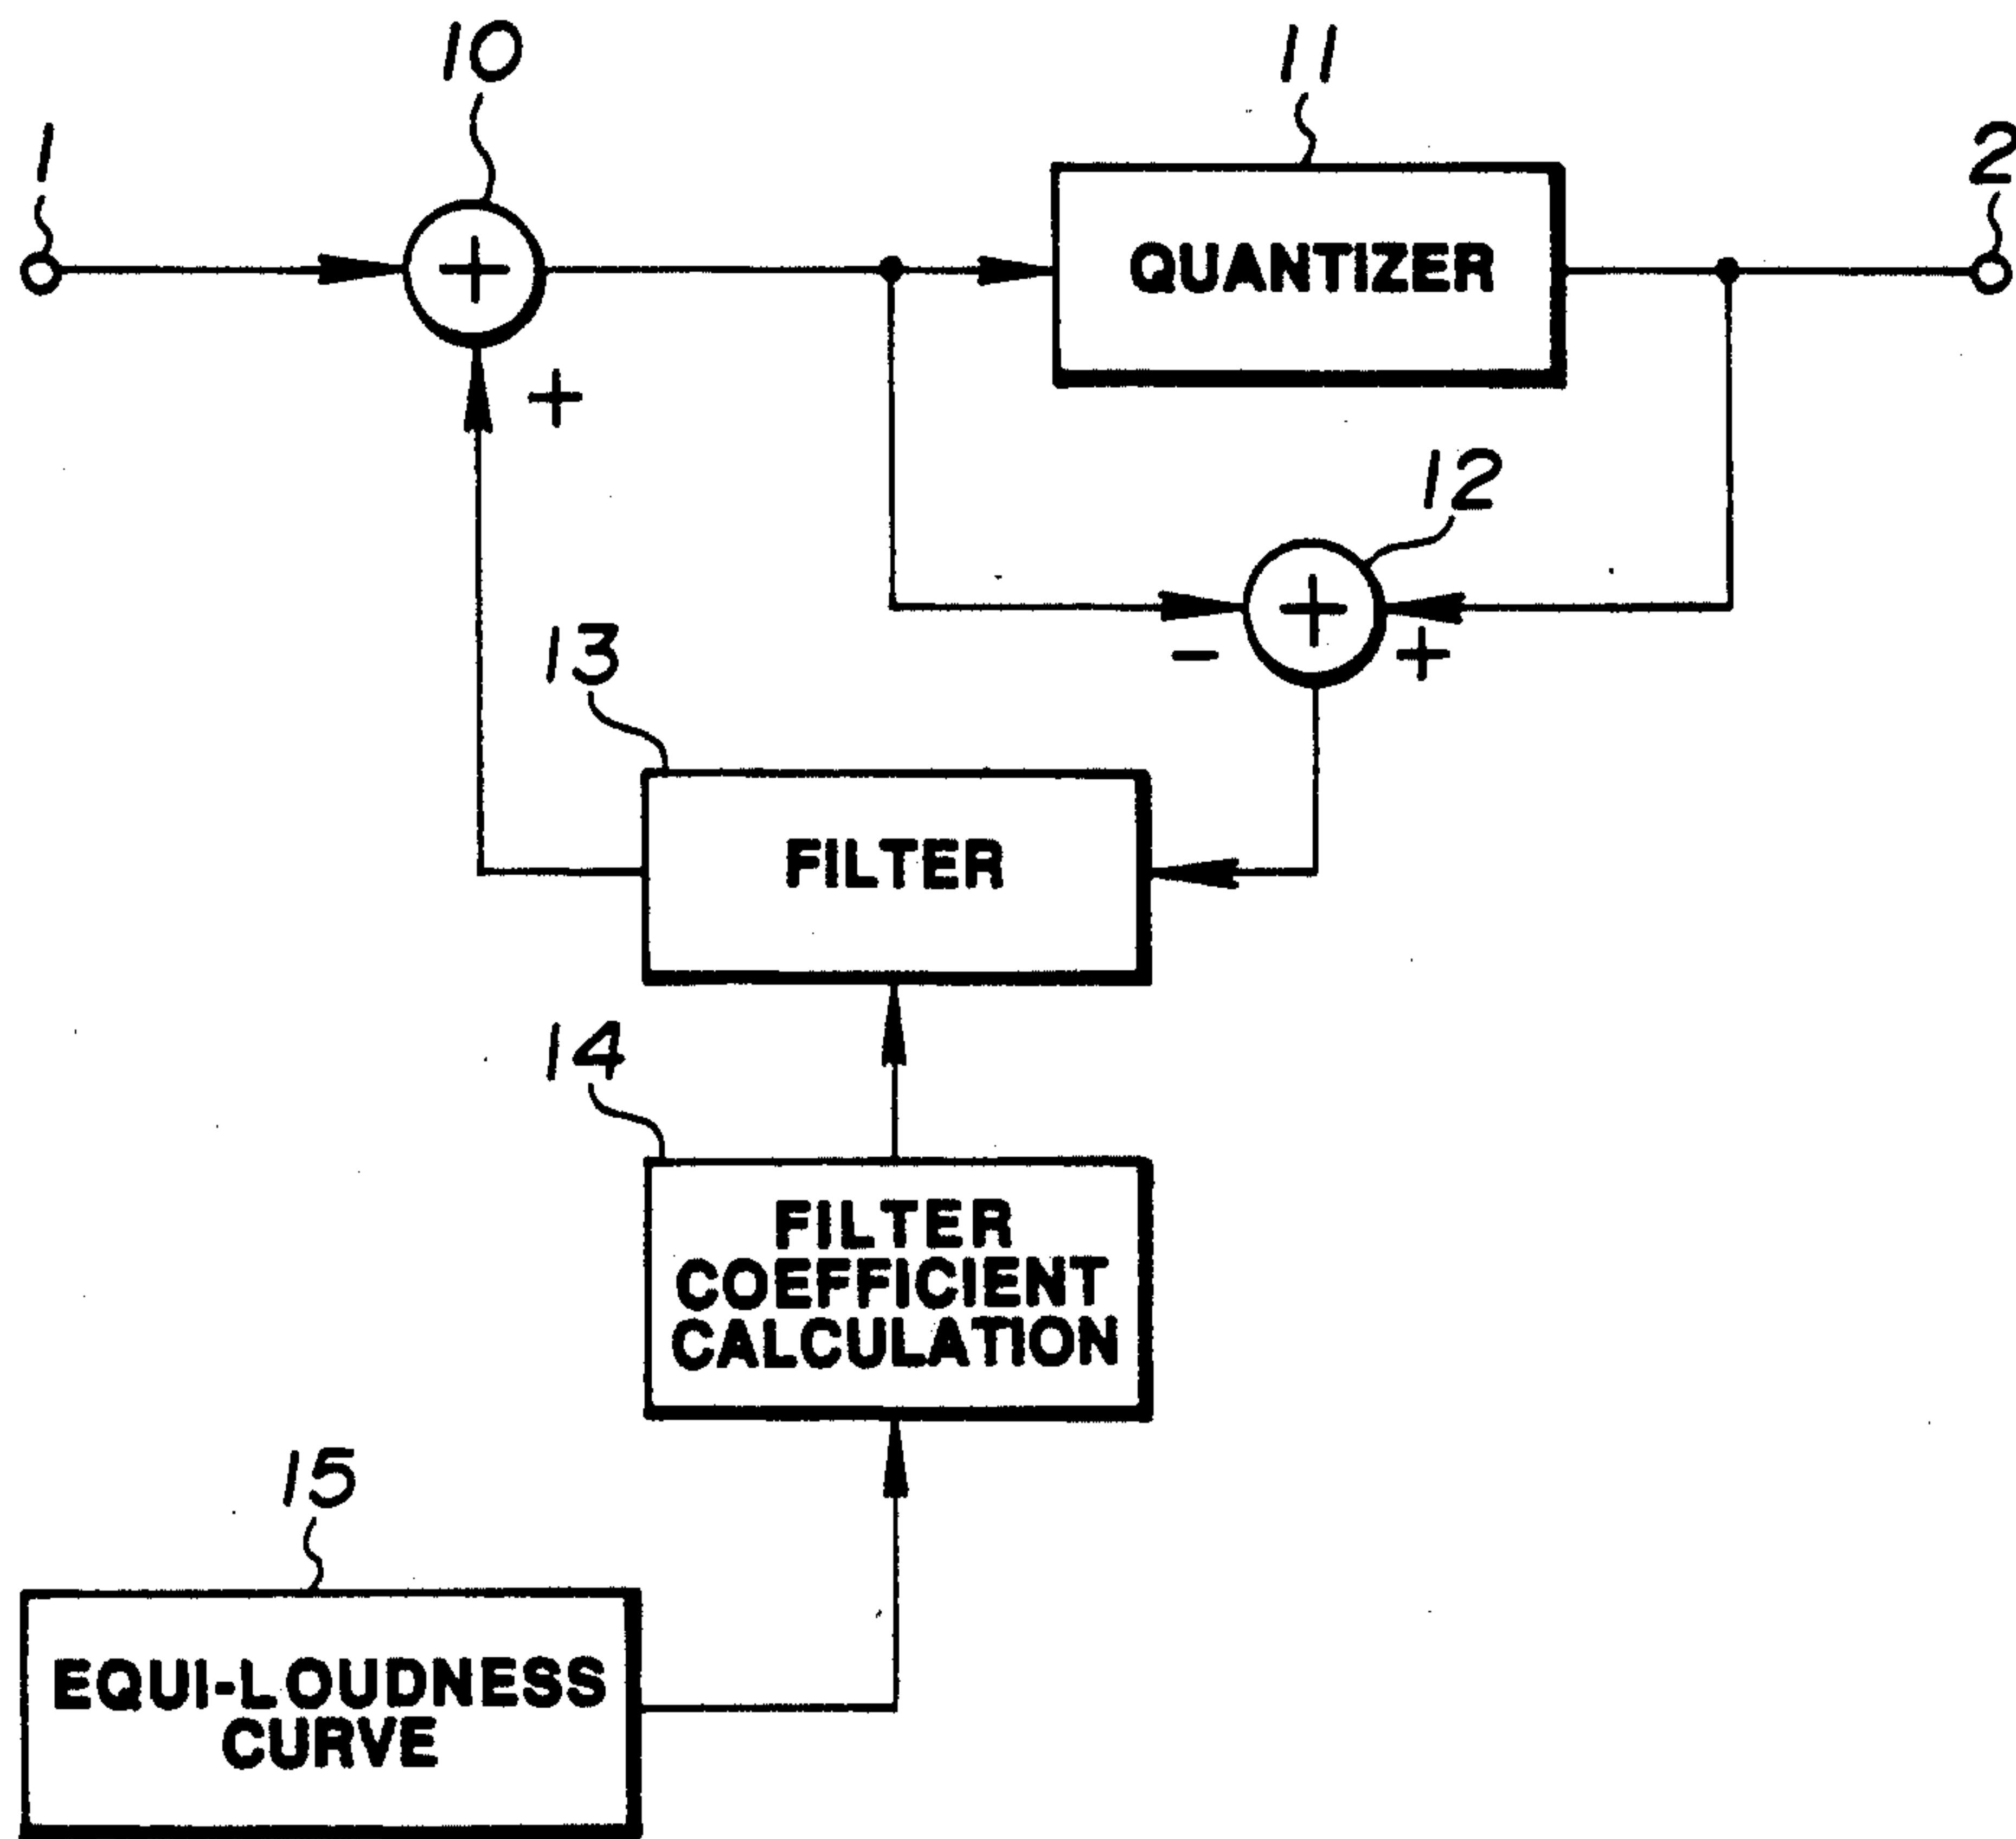 10
11
1
2
+
QUANTIZER
+
12
+
- +
13
FILTER
14
FILTER
COEFFICIENT
CALCULATION
15
EQUI-LOUDNESS
CURVE